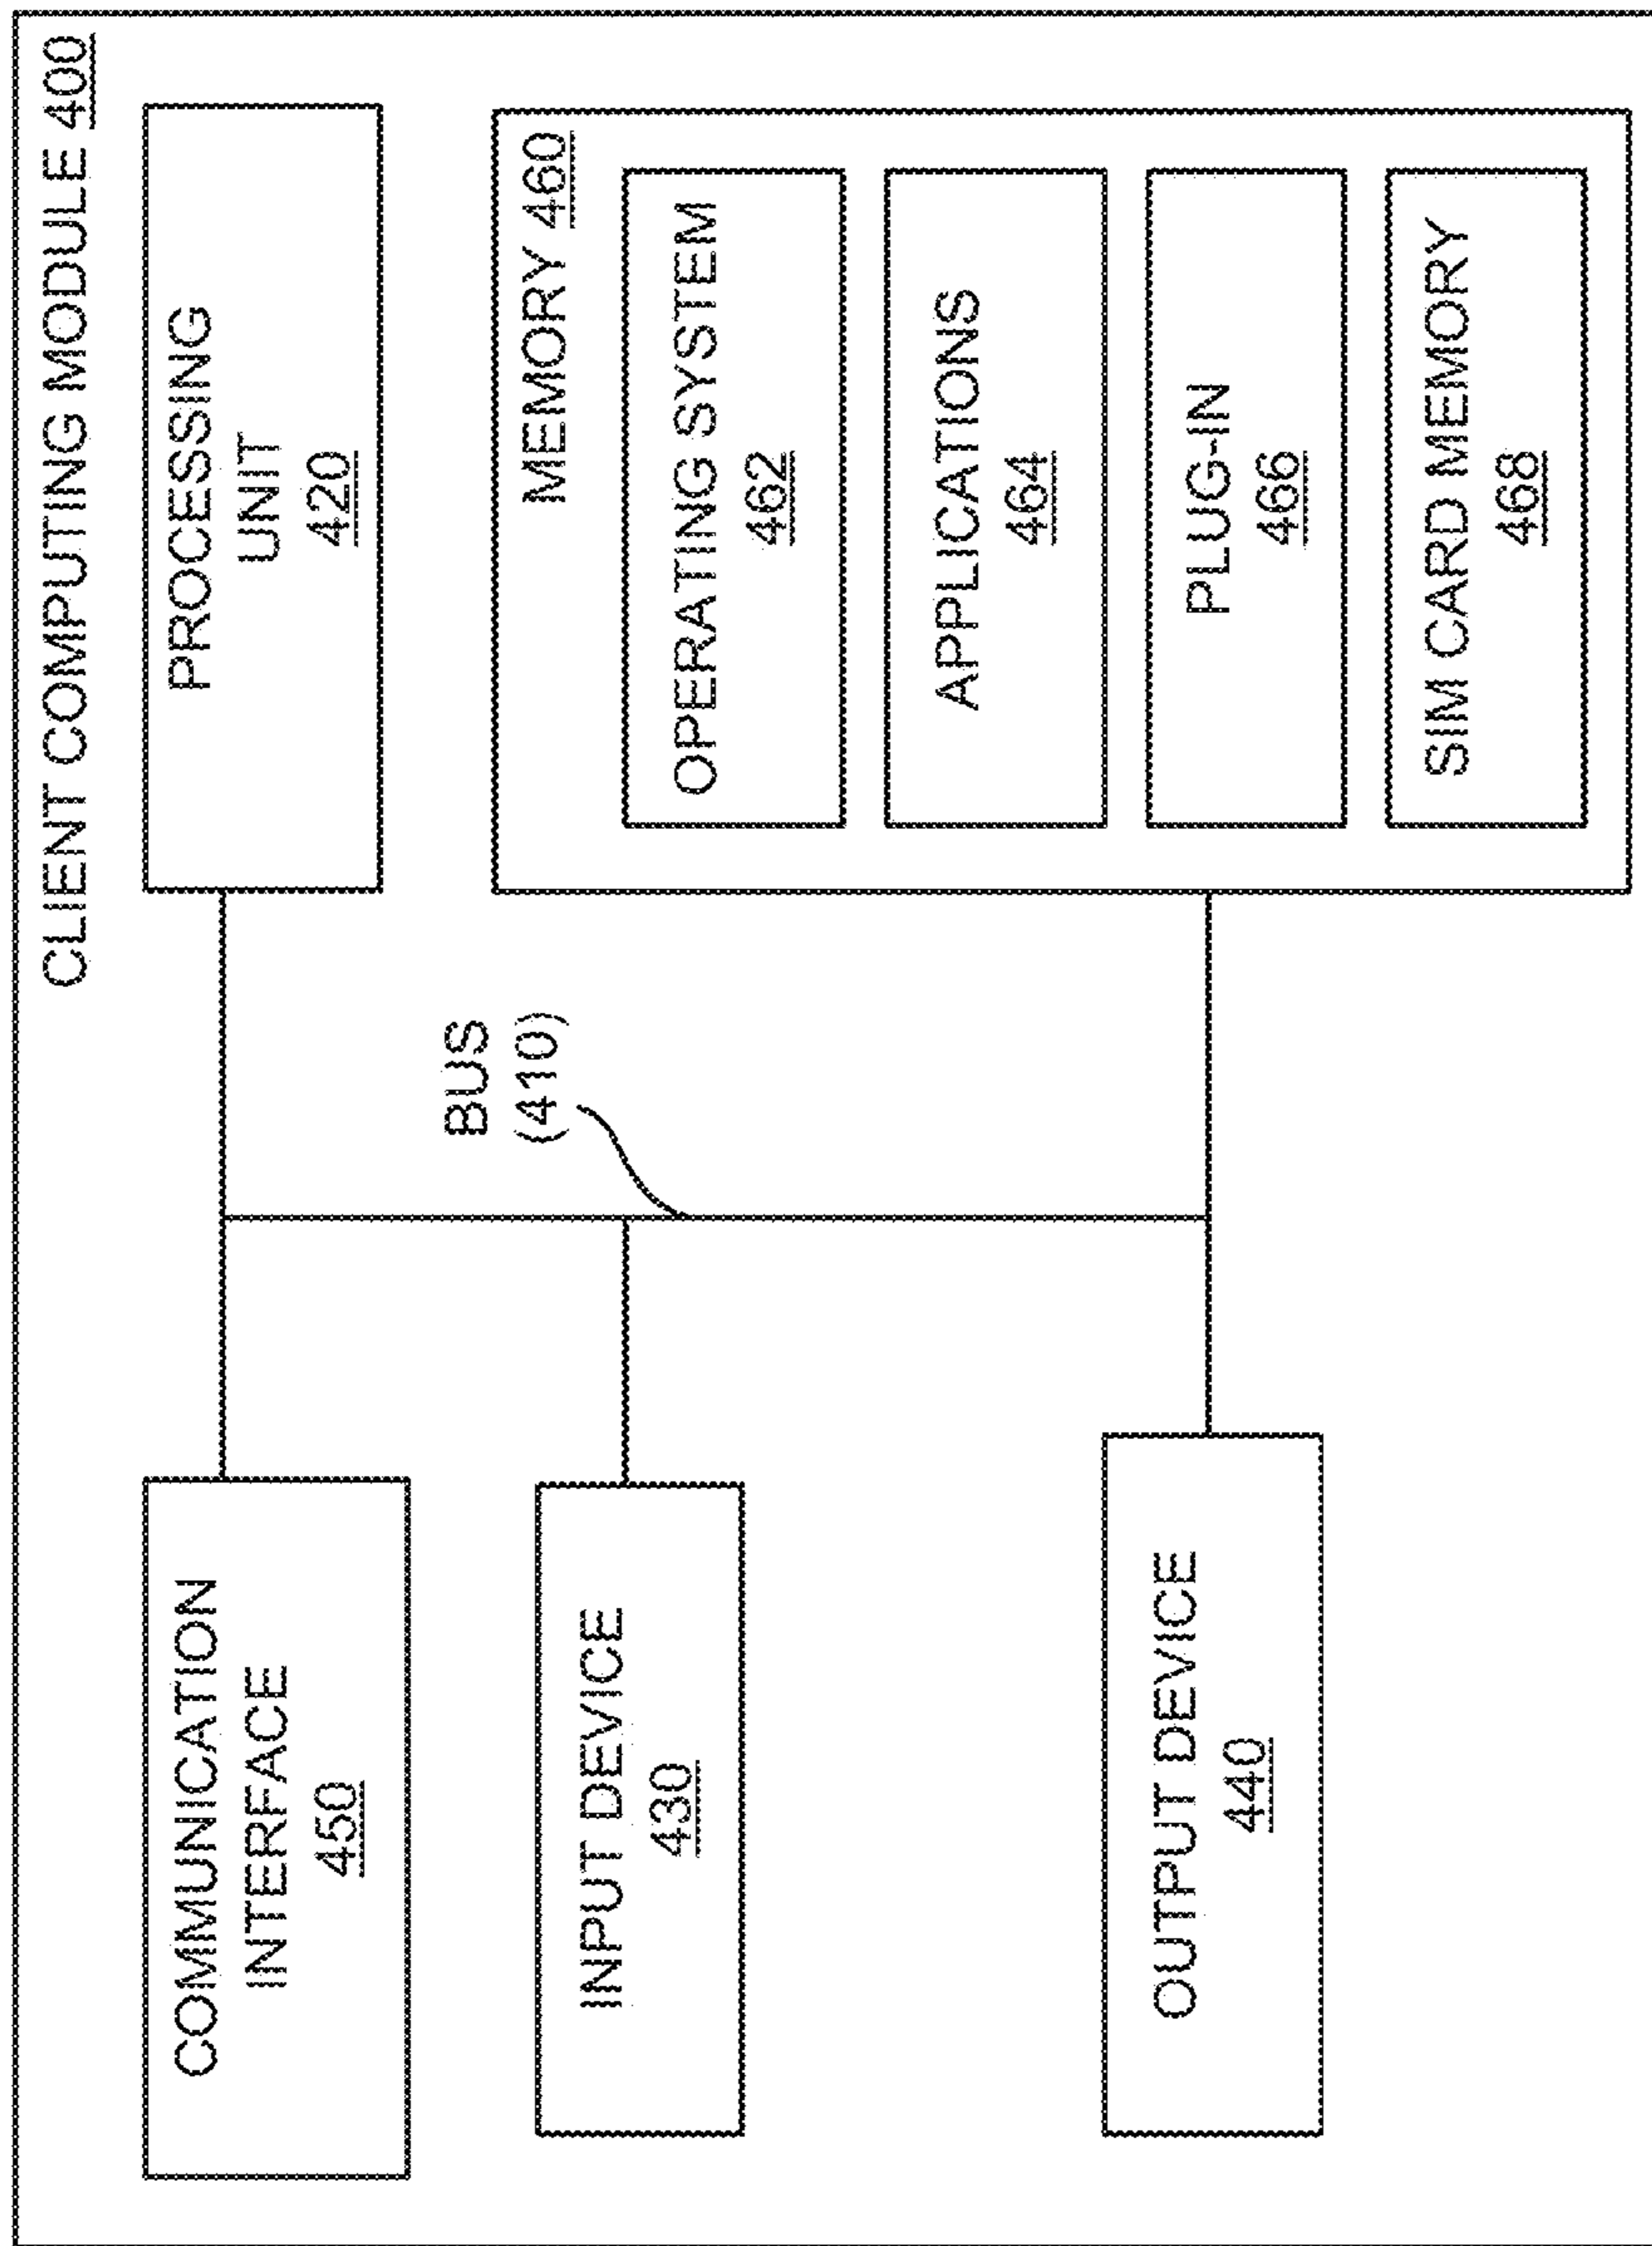 CLIENT COMPUTING MODULE 400
COMMUNICATION
INTERFACE
450
PROCESSING
UNIT
420
BUS
(410)
INPUT DEVICE
430
OUTPUT DEVICE
440
MEMORY 460
OPERATING SYSTEM
462
APPLICATIONS
464
PLUG-IN
466
SIM CARD MEMORY
468